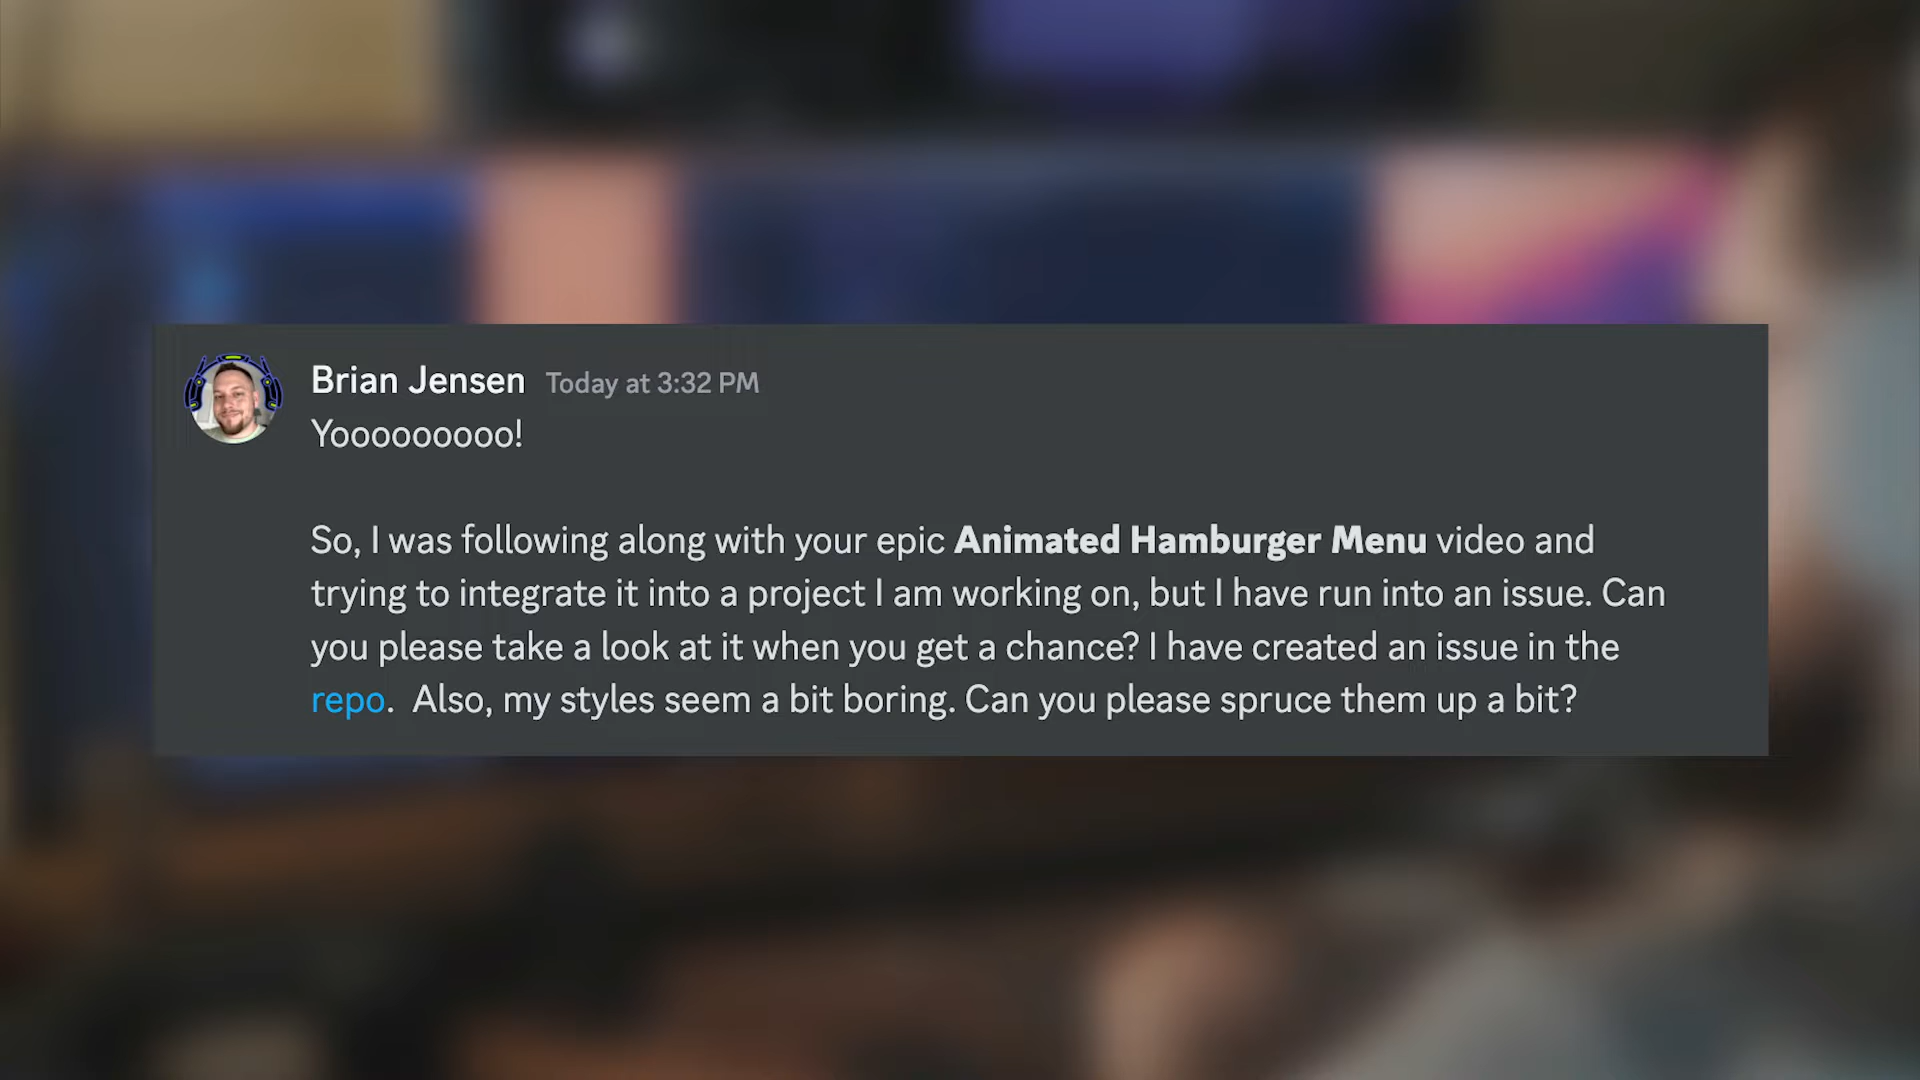 Brian Jensen Today at 3:32 PM
Yooooooooo!
So, I was following along with your epic Animated Hamburger Menu video and
trying to integrate it into a project I am working on, but I have run into an issue. Can
you please take a look at it when you get a chance? I have created an issue in the
repo. Also, my styles seem a bit boring. Can you please spruce them up a bit?